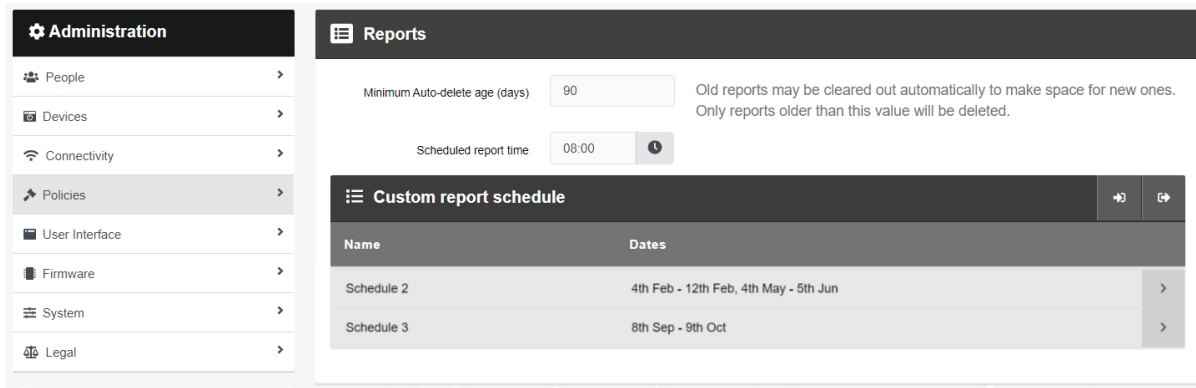 Administration
People
Devices
Connectivity
Policies
User Interface
Firmware
System
Legal
Reports
Minimum Auto-delete age (days) 90 Old reports may be cleared out automatically to make space for new ones.
Only reports older than this value will be deleted.
Scheduled report time 08:00
Custom report schedule
Name Dates
Schedule 2 4th Feb - 12th Feb, 4th May - 5th Jun
Schedule 3 8th Sep - 9th Oct